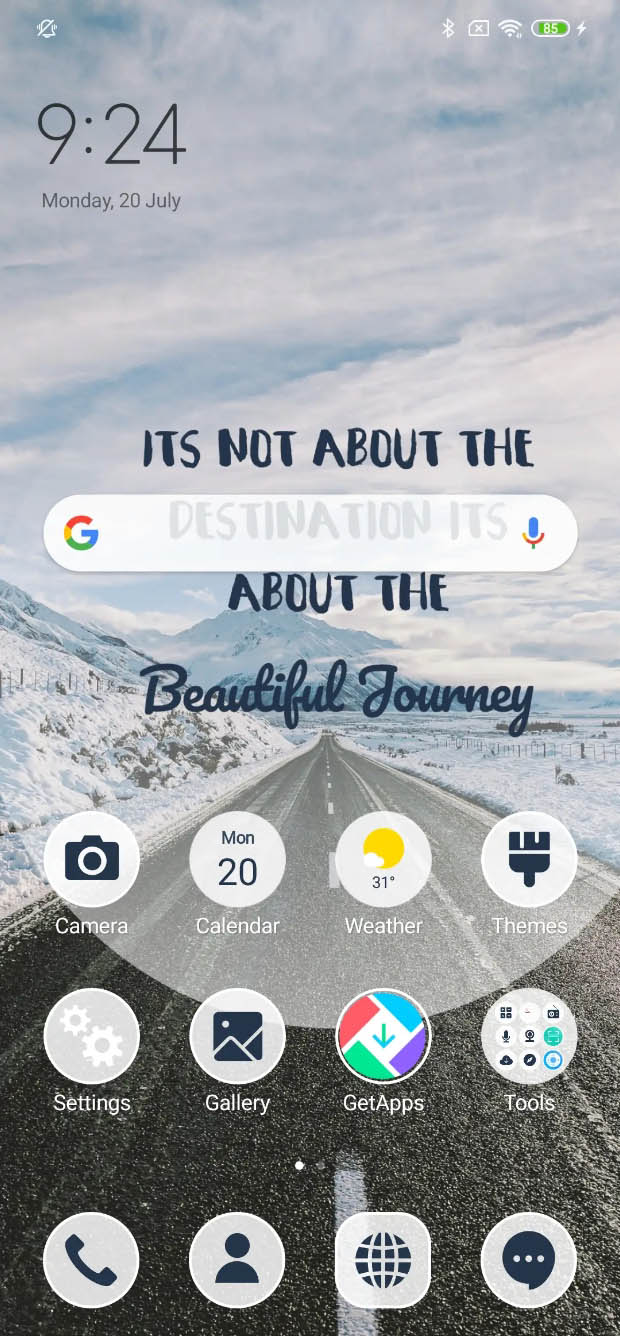 85
9:24
Monday, 20 July
ITS NOT ABOUT THE
DESTINATION ITS
ABOUT THE
Beautiful Journey
Mon
20
31°
Camera
Calendar
Weather
Themes
Settings
Gallery
GetApps
Tools